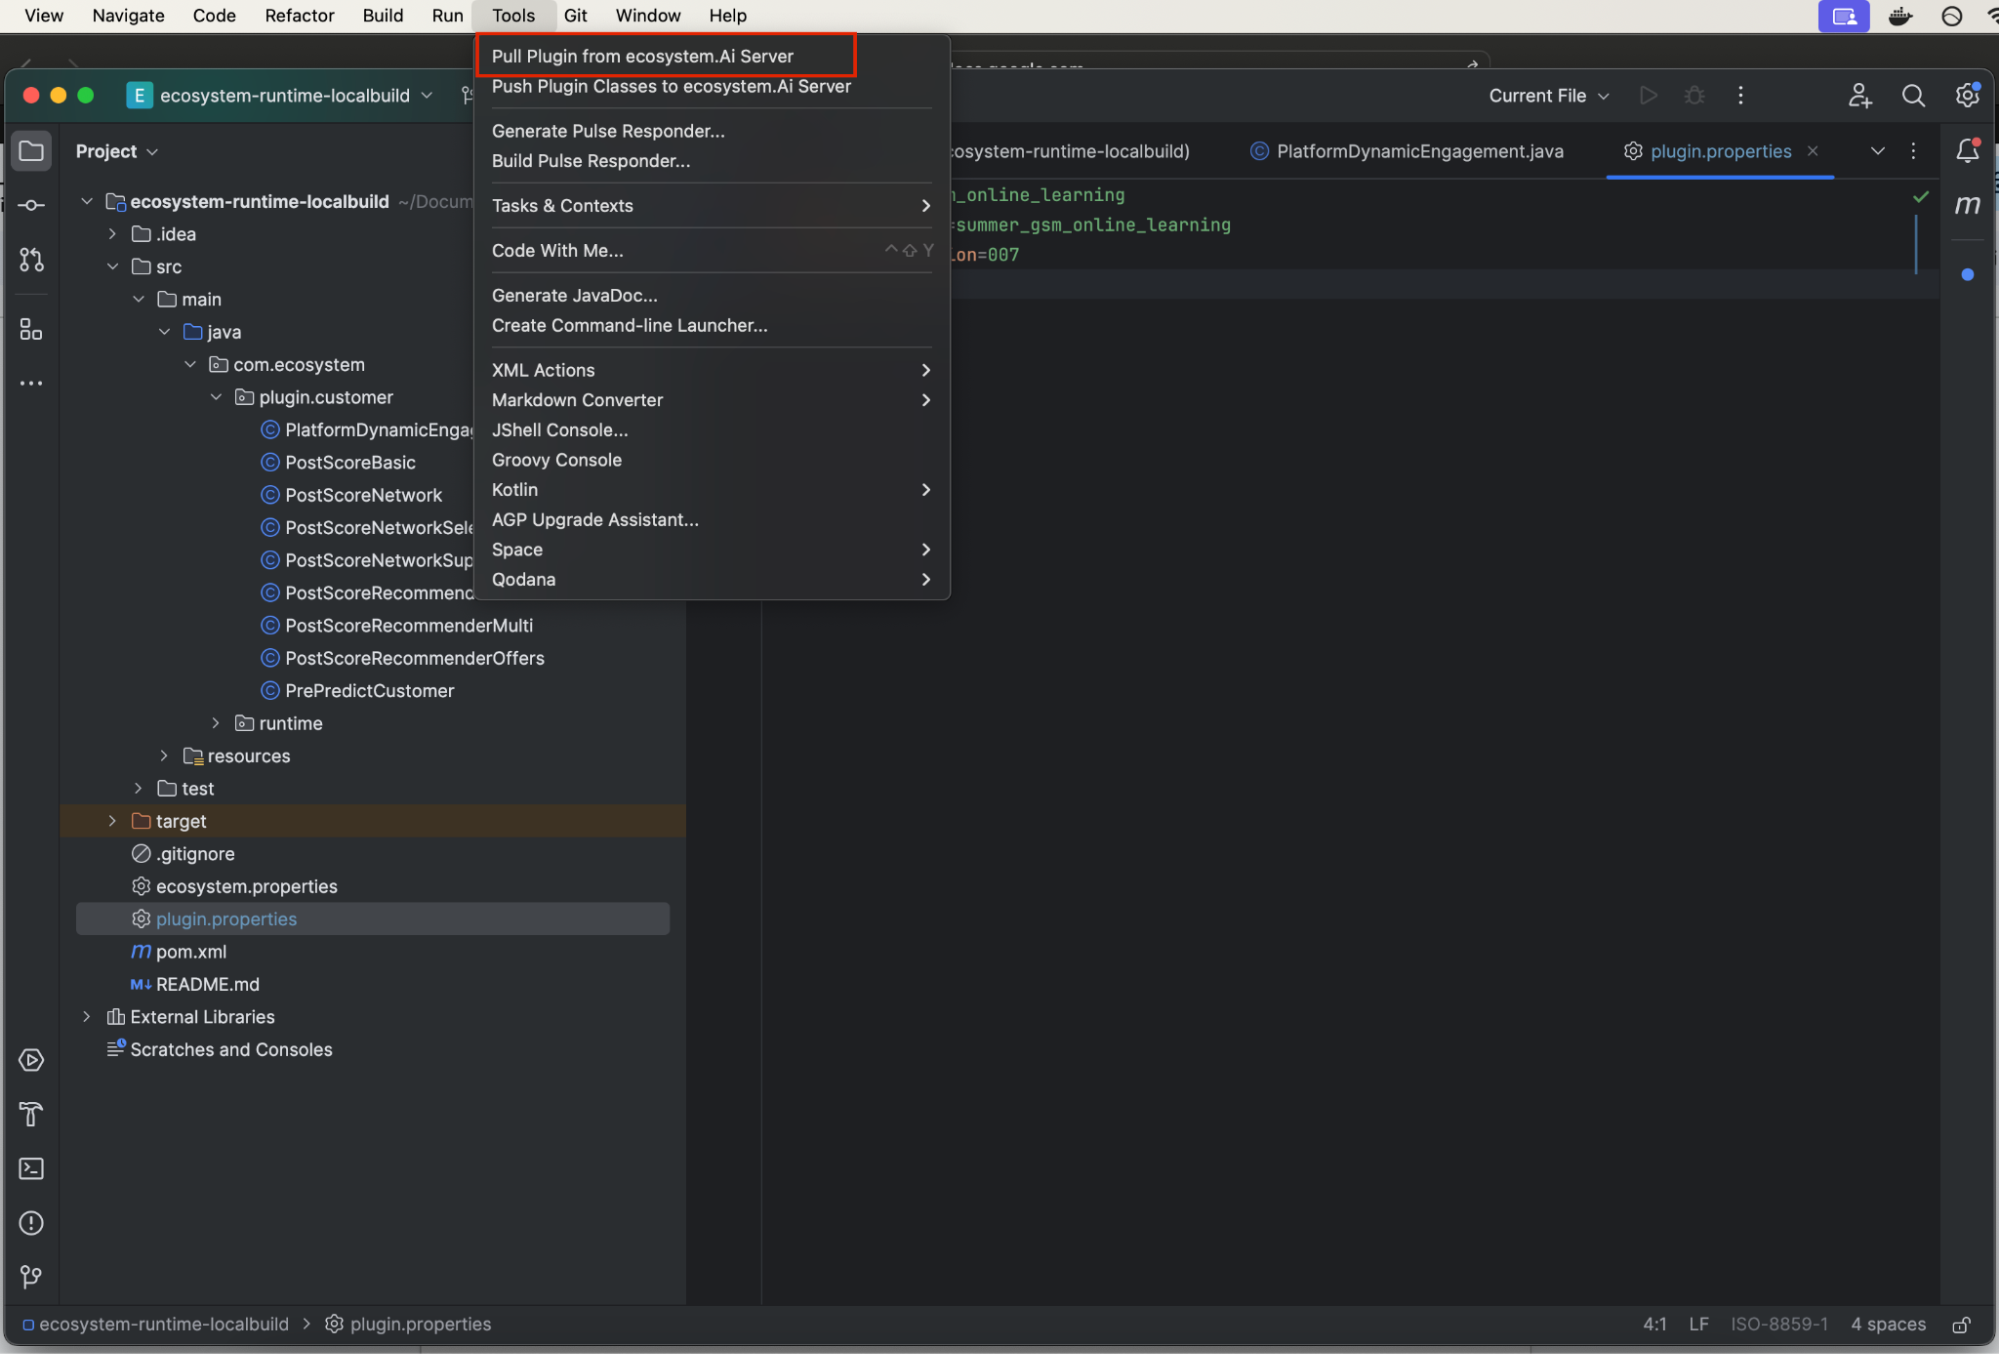 View Navigate Code Refactor Build Run Tools Git Window Help
Pull Plugin from ecosystem.Ai Server
Push Plugin Classes to ecosystem.Ai Server
Generate Pulse Responder...
Build Pulse Responder...
Tasks & Contexts
Code With Me... ⌃⇧Y
Generate JavaDoc...
Create Command-line Launcher...
XML Actions
Markdown Converter
JShell Console...
Groovy Console
Kotlin
AGP Upgrade Assistant...
Space
Qodana
E ecosystem-runtime-localbuild
Current File
Project
cosystem-runtime-localbuild)
PlatformDynamicEngagement.java
plugin.properties
_online_learning
=summer_gsm_online_learning
ion=007
m
ecosystem-runtime-localbuild ~/Docum
.idea
src
main
java
com.ecosystem
plugin.customer
C PlatformDynamicEngag
C PostScoreBasic
C PostScoreNetwork
C PostScoreNetworkSele
C PostScoreNetworkSup
C PostScoreRecommend
C PostScoreRecommenderMulti
C PostScoreRecommenderOffers
C PrePredictCustomer
runtime
resources
test
target
.gitignore
ecosystem.properties
plugin.properties
m pom.xml
M↓ README.md
External Libraries
Scratches and Consoles
ecosystem-runtime-localbuild > plugin.properties
4:1 LF ISO-8859-1 4 spaces